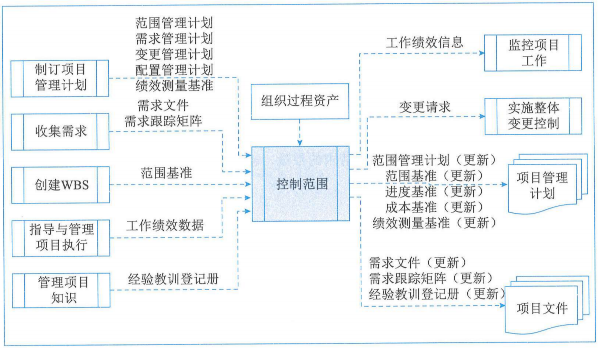 范围管理计划
需求管理计划
变更管理计划
配置管理计划
绩效测量基准
制订项目
管理计划
需求文件
需求跟踪矩阵
收集需求
范围基准
创建WBS
工作绩效数据
指导与管理
项目执行
经验教训登记册
管理项目
知识
组织过程资产
控制范围
工作绩效信息
监控项目
工作
变更请求
实施整体
变更控制
范围管理计划（更新）
范围基准（更新）
进度基准（更新）
成本基准（更新）
绩效测量基准（更新）
项目管理
计划
需求文件（更新）
需求跟踪矩阵（更新）
经验教训登记册（更新）
项目文件